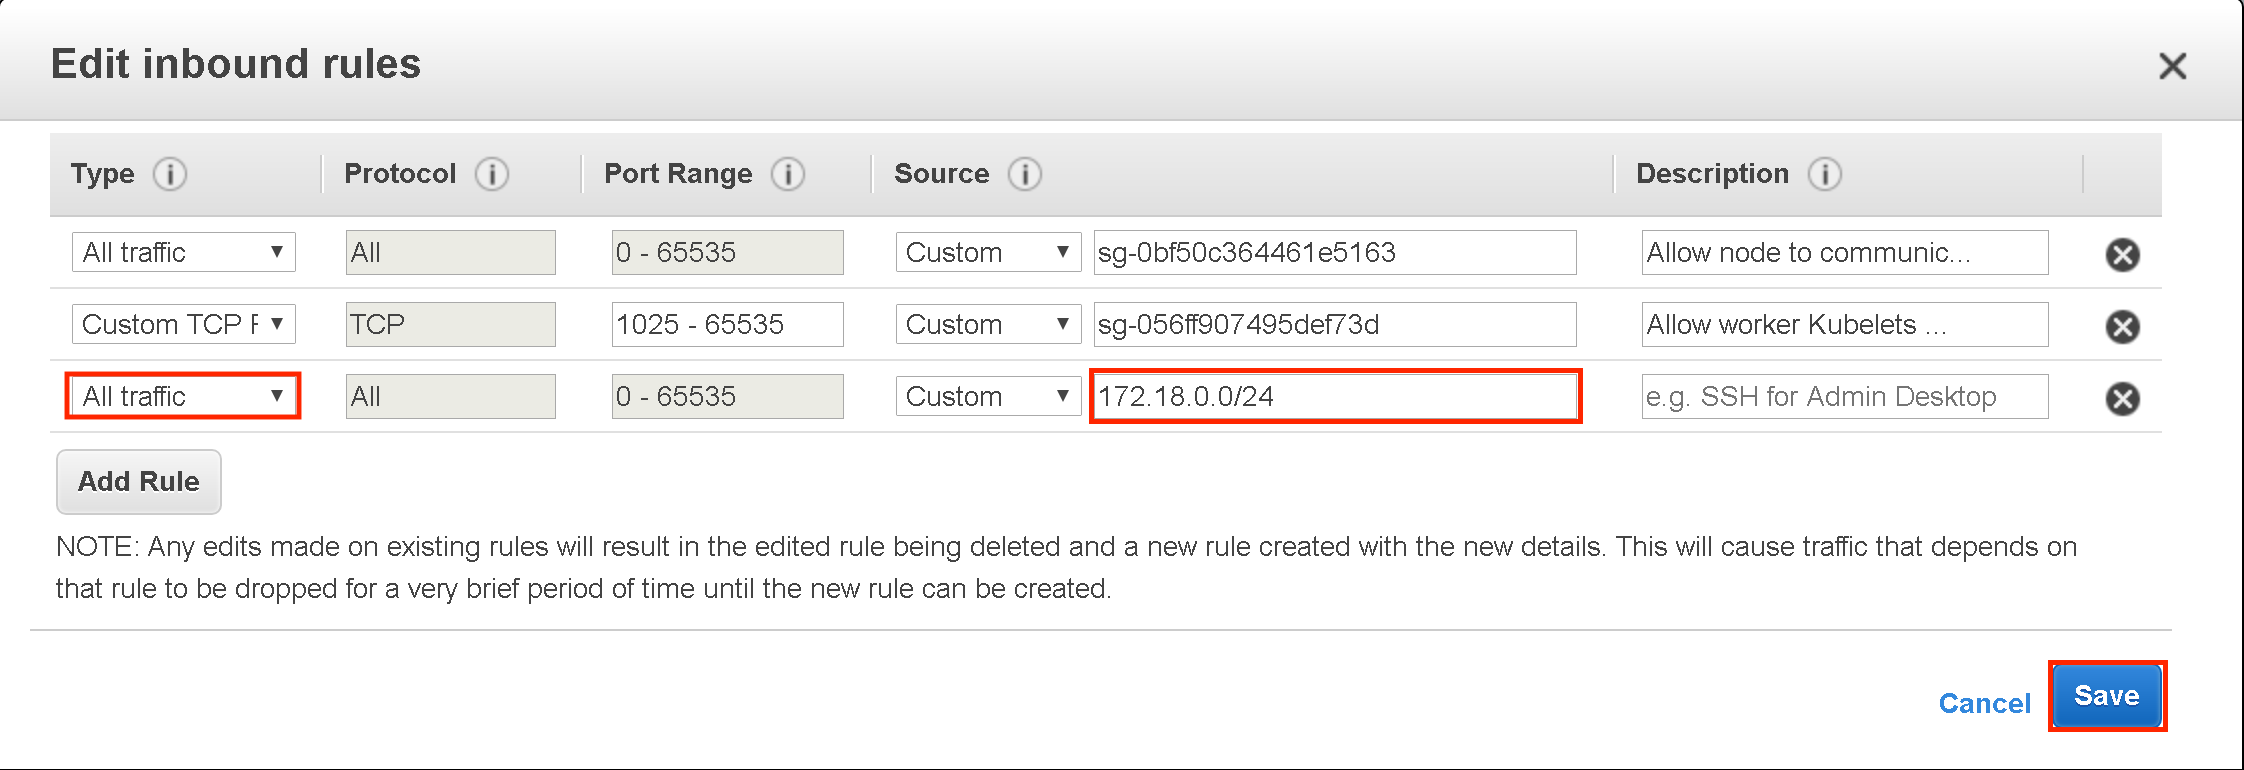 Edit inbound rules
Type Protocol Port Range Source Description
All traffic All 0 - 65535 Custom sg-0bf50c364461e5163 Allow node to communic...
Custom TCP F TCP 1025 - 65535 Custom sg-056ff907495def73d Allow worker Kubelets ...
All traffic All 0 - 65535 Custom 172.18.0.0/24 e.g. SSH for Admin Desktop
Add Rule
NOTE: Any edits made on existing rules will result in the edited rule being deleted and a new rule created with the new details. This will cause traffic that depends on
that rule to be dropped for a very brief period of time until the new rule can be created.
Cancel Save